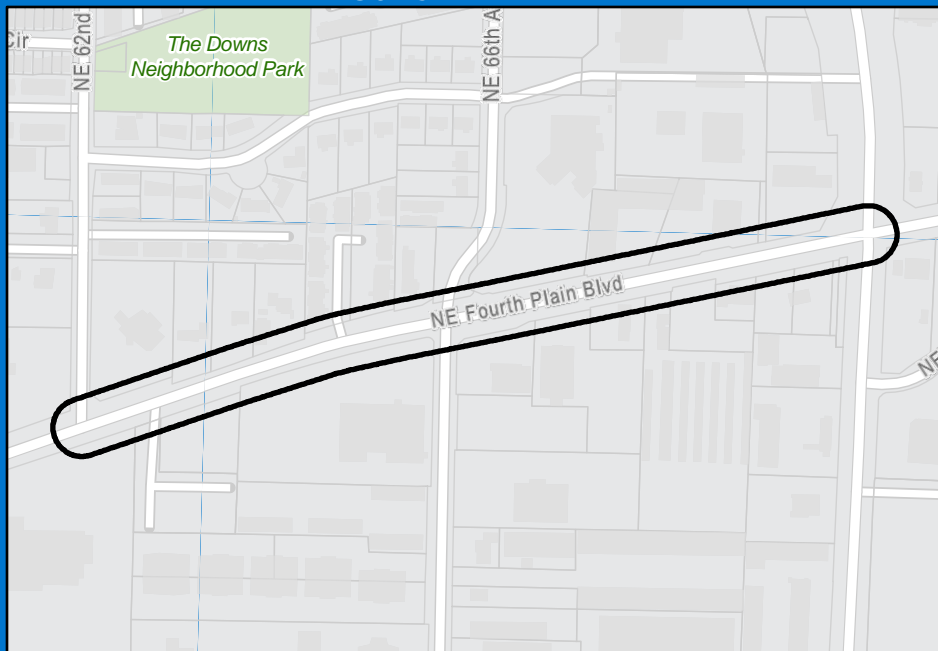 Cir
NE 62nd
The Downs
Neighborhood Park
NE 66th A
NE Fourth Plain Blvd
NE